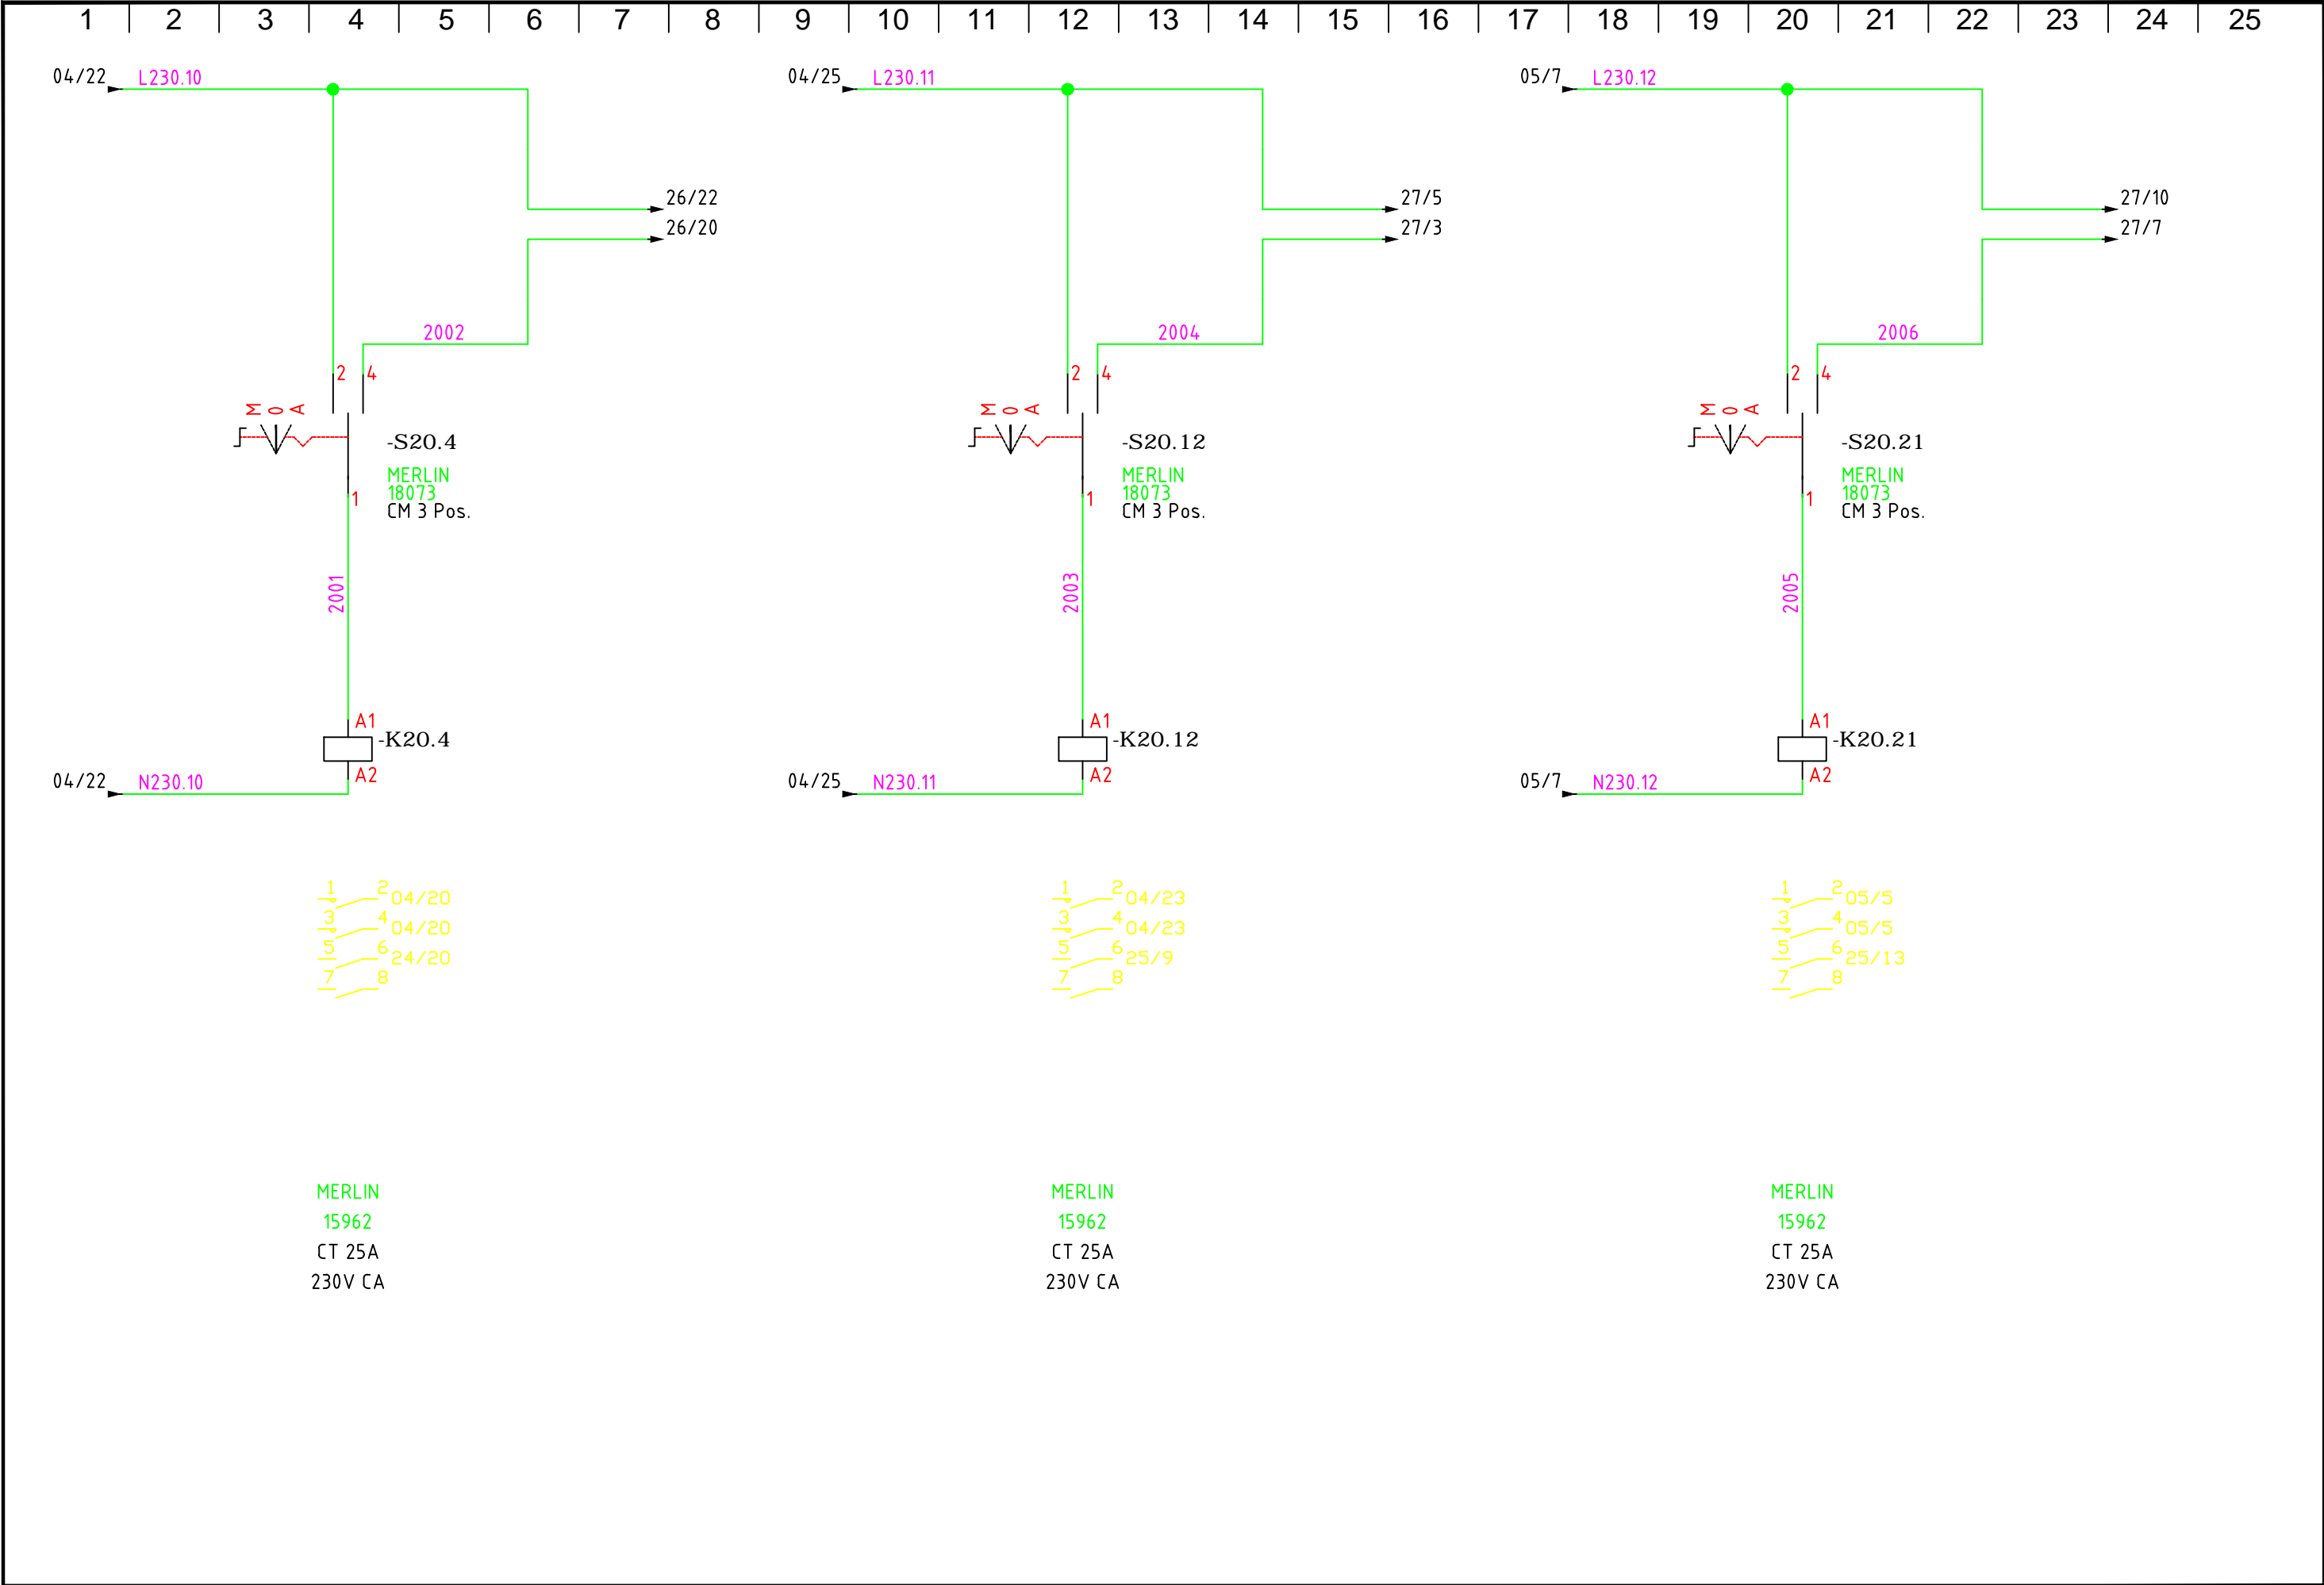 1 2 3 4 5 6 7 8 9 10 11 12 13 14 15 16 17 18 19 20 21 22 23 24 25
04/22 L230.10 04/25 L230.11 05/7 L230.12
26/22 27/5 27/10
26/20 27/3 27/7
2002 2004 2006
2 4 2 4 2 4
M 0 A M 0 A M 0 A
-S20.4 -S20.12 -S20.21
MERLIN MERLIN MERLIN
18073 18073 18073
1 CM 3 Pos. 1 CM 3 Pos. 1 CM 3 Pos.
2001 2003 2005
A1 A1 A1
-K20.4 -K20.12 -K20.21
A2 A2 A2
04/22 N230.10 04/25 N230.11 05/7 N230.12
1 2 04/20 1 2 04/23 1 2 05/5
3 4 04/20 3 4 04/23 3 4 05/5
5 6 24/20 5 6 25/9 5 6 25/13
7 8 7 8 7 8
MERLIN MERLIN MERLIN
15962 15962 15962
CT 25A CT 25A CT 25A
230V CA 230V CA 230V CA